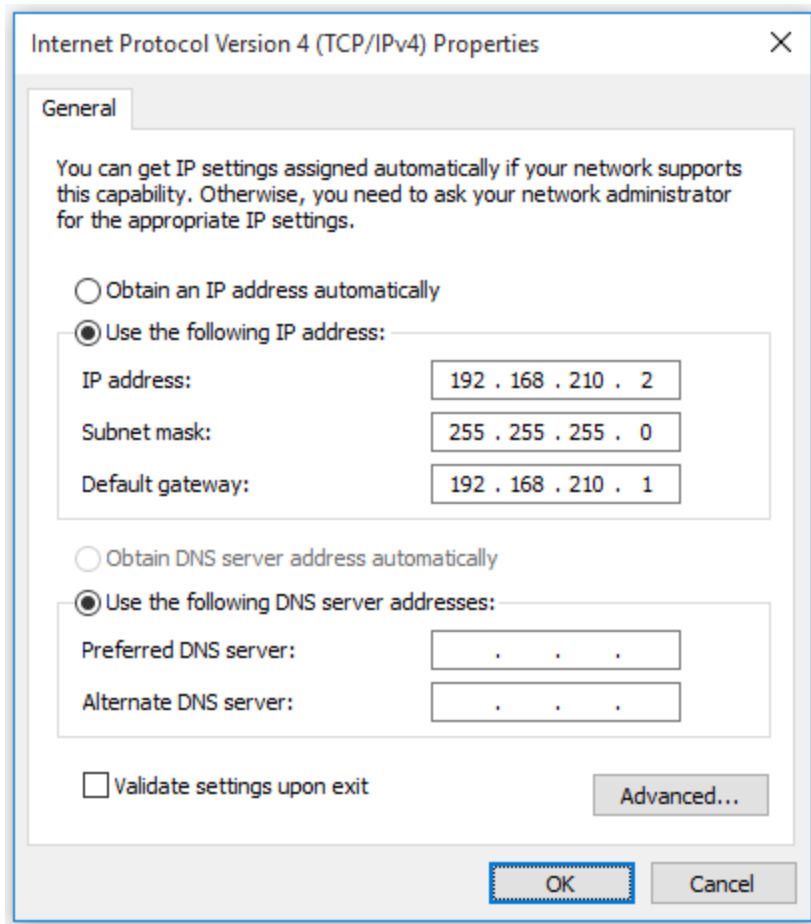 Internet Protocol Version 4 (TCP/IPv4) Properties
General
You can get IP settings assigned automatically if your network supports
this capability. Otherwise, you need to ask your network administrator
for the appropriate IP settings.
Obtain an IP address automatically
Use the following IP address:
IP address: 192 . 168 . 210 . 2
Subnet mask: 255 . 255 . 255 . 0
Default gateway: 192 . 168 . 210 . 1
Obtain DNS server address automatically
Use the following DNS server addresses:
Preferred DNS server: . . .
Alternate DNS server: . . .
Validate settings upon exit
Advanced...
OK Cancel